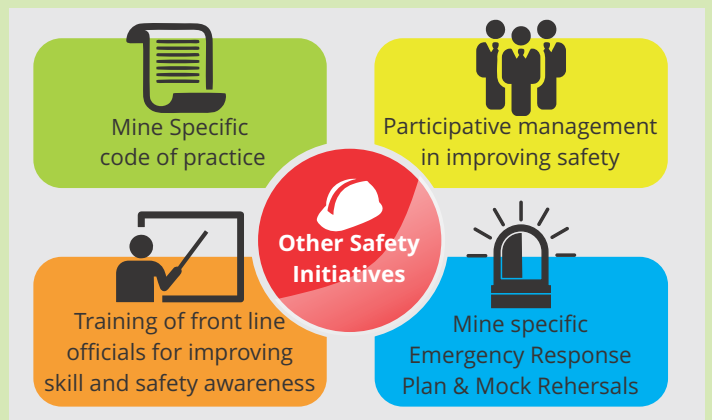 Mine Specific
code of practice
Participative management
in improving safety
Other Safety
Initiatives
Training of front line
officials for improving
skill and safety awareness
Mine specific
Emergency Response
Plan & Mock Rehersals